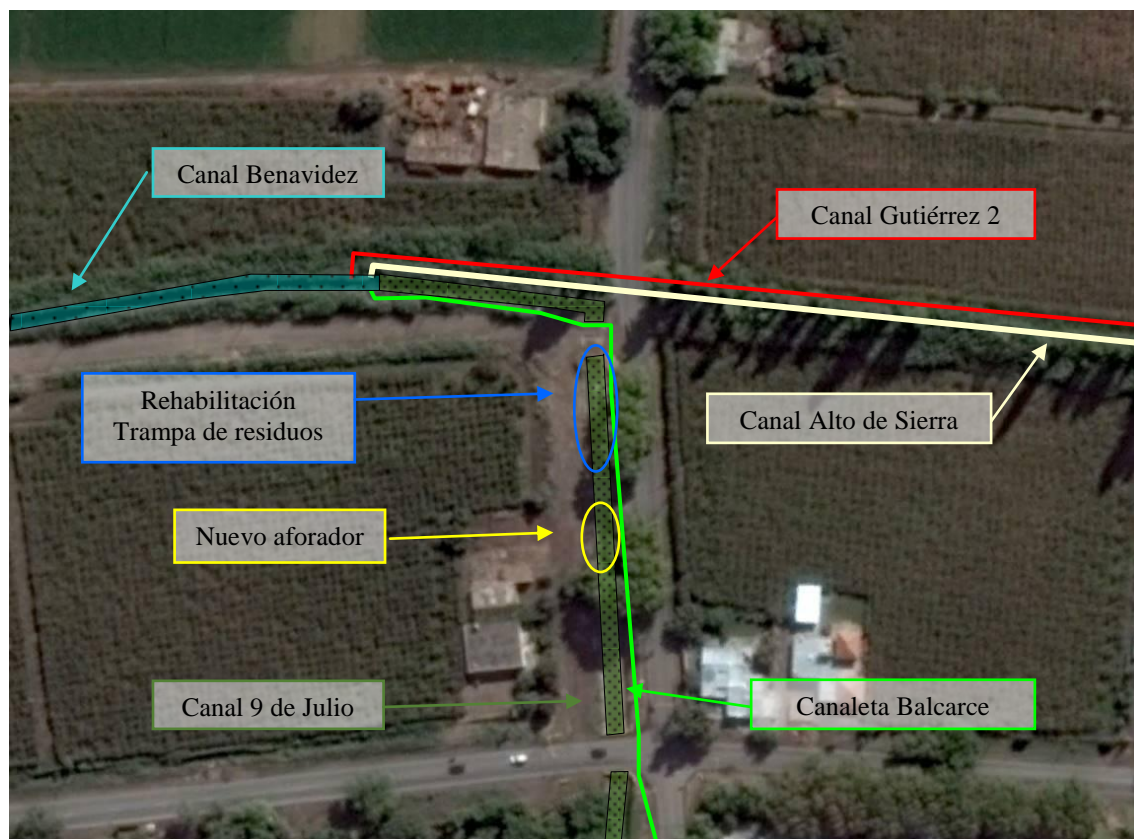 Canal Benavidez
Canal Gutiérrez 2
Rehabilitación
Trampa de residuos
Canal Alto de Sierra
Nuevo aforador
Canal 9 de Julio
Canaleta Balcarce